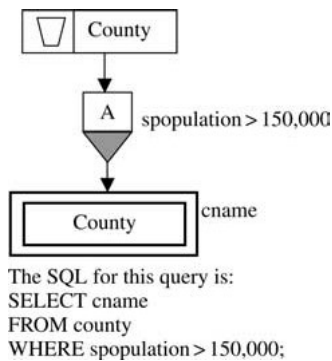 County
A
spopulation > 150,000
County
cname
The SQL for this query is:
SELECT cname
FROM county
WHERE spopulation > 150,000;